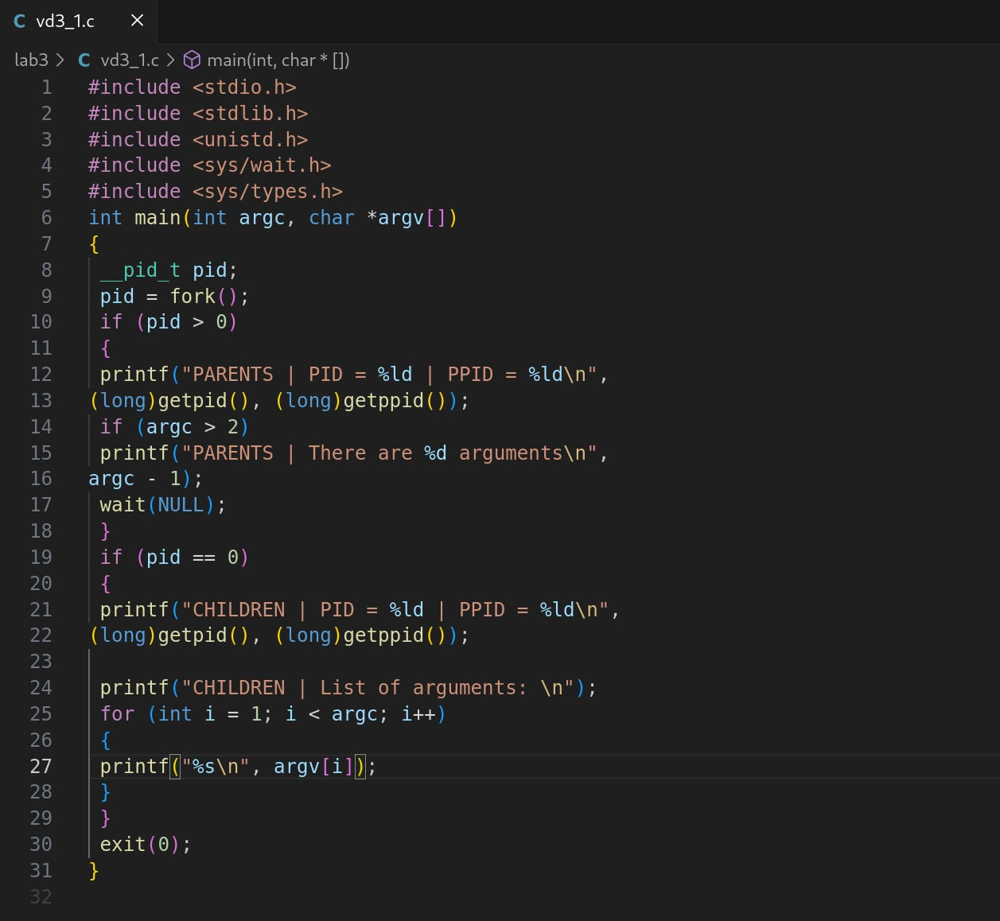 C vd3_1.c ×
lab3 > C vd3_1.c > main(int, char * [])
1 #include <stdio.h>
2 #include <stdlib.h>
3 #include <unistd.h>
4 #include <sys/wait.h>
5 #include <sys/types.h>
6 int main(int argc, char *argv[])
7 {
8  __pid_t pid;
9  pid = fork();
10  if (pid > 0)
11  {
12  printf("PARENTS | PID = %ld | PPID = %ld\n",
13 (long)getpid(), (long)getppid());
14  if (argc > 2)
15  printf("PARENTS | There are %d arguments\n",
16 argc - 1);
17  wait(NULL);
18  }
19  if (pid == 0)
20  {
21  printf("CHILDREN | PID = %ld | PPID = %ld\n",
22 (long)getpid(), (long)getppid());
23
24  printf("CHILDREN | List of arguments: \n");
25  for (int i = 1; i < argc; i++)
26  {
27  printf("%s\n", argv[i]);
28  }
29  }
30  exit(0);
31 }
32